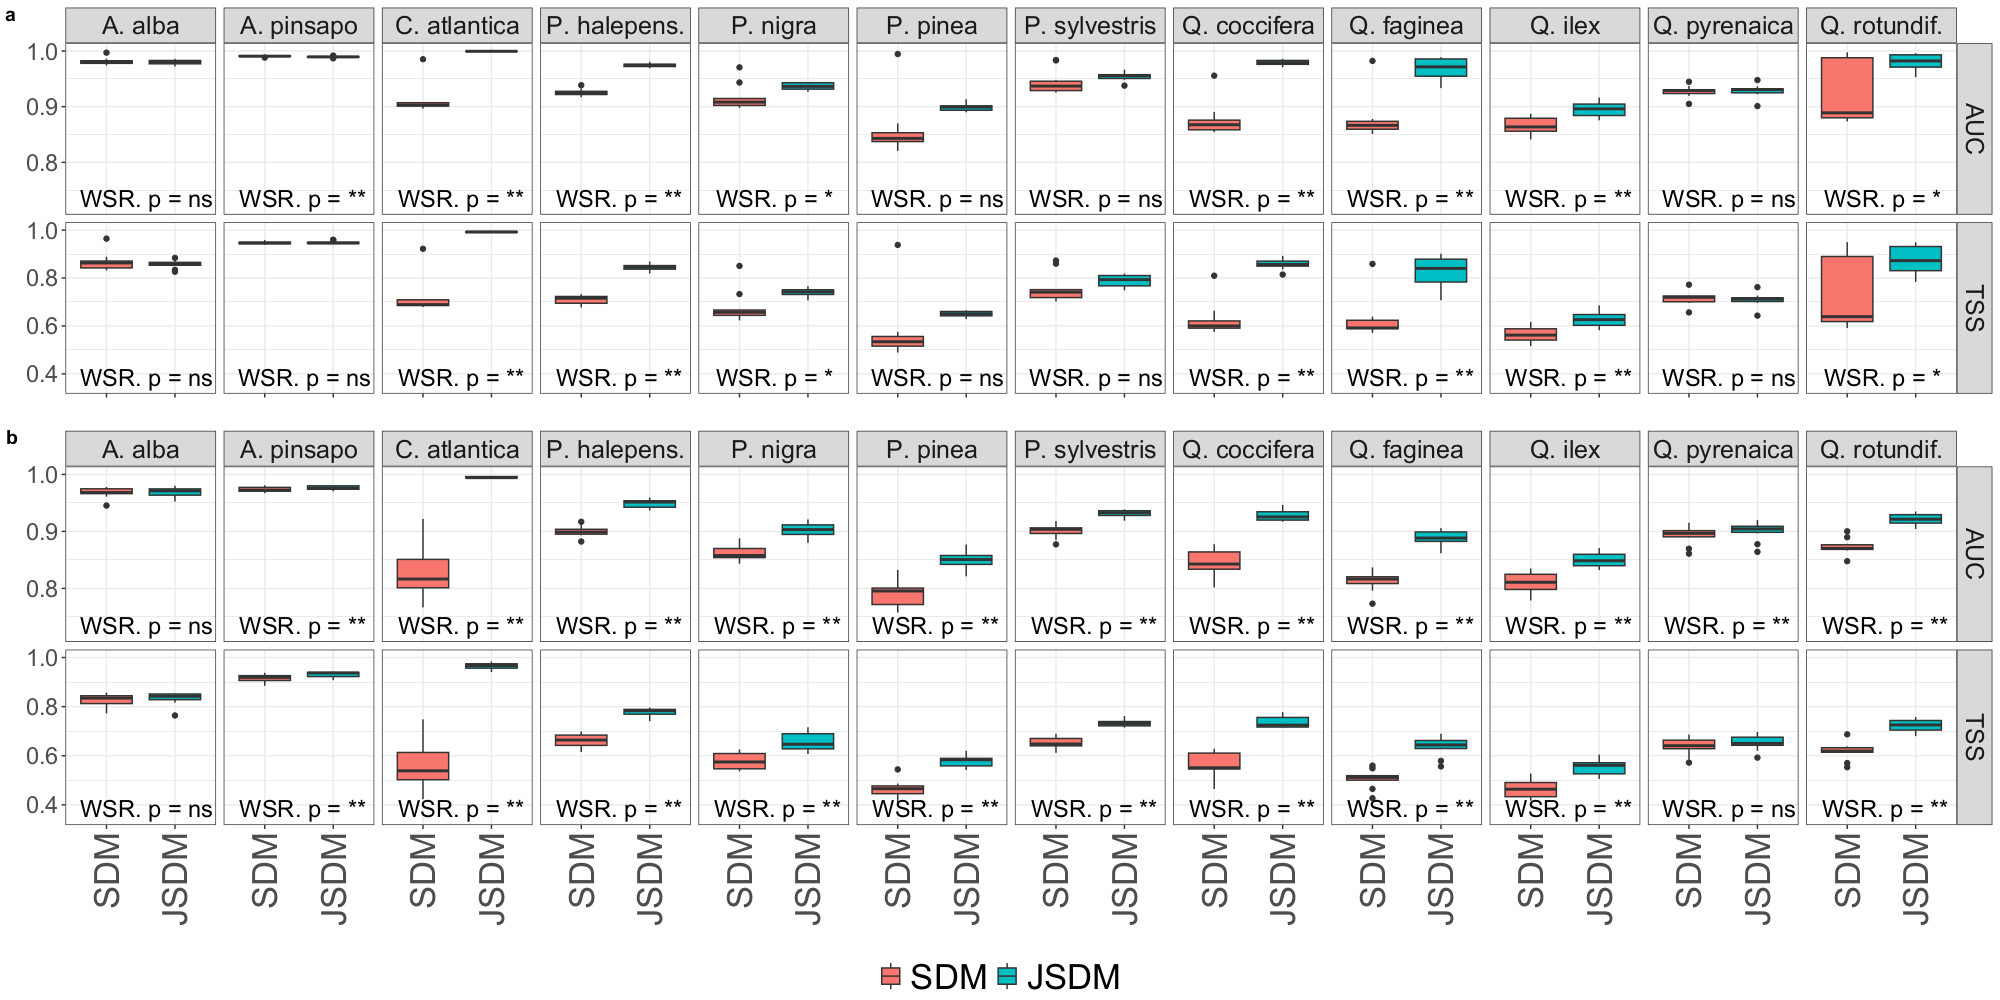 a
A. alba A. pinsapo C. atlantica P. halepens. P. nigra P. pinea P. sylvestris Q. coccifera Q. faginea Q. ilex Q. pyrenaica Q. rotundif.
1.0
0.9
0.8
AUC
WSR. p = ns WSR. p = ** WSR. p = ** WSR. p = ** WSR. p = * WSR. p = ns WSR. p = ns WSR. p = ** WSR. p = ** WSR. p = ** WSR. p = ns WSR. p = *
1.0
0.8
0.6
0.4
TSS
WSR. p = ns WSR. p = ns WSR. p = ** WSR. p = ** WSR. p = * WSR. p = ns WSR. p = ns WSR. p = ** WSR. p = ** WSR. p = ** WSR. p = ns WSR. p = *
b
A. alba A. pinsapo C. atlantica P. halepens. P. nigra P. pinea P. sylvestris Q. coccifera Q. faginea Q. ilex Q. pyrenaica Q. rotundif.
1.0
0.9
0.8
AUC
WSR. p = ns WSR. p = ** WSR. p = ** WSR. p = ** WSR. p = ** WSR. p = ** WSR. p = ** WSR. p = ** WSR. p = ** WSR. p = ** WSR. p = ** WSR. p = **
1.0
0.8
0.6
0.4
TSS
WSR. p = ns WSR. p = ** WSR. p = ** WSR. p = ** WSR. p = ** WSR. p = ** WSR. p = ** WSR. p = ** WSR. p = ** WSR. p = ** WSR. p = ns WSR. p = **
SDM JSDM SDM JSDM SDM JSDM SDM JSDM SDM JSDM SDM JSDM SDM JSDM SDM JSDM SDM JSDM SDM JSDM SDM JSDM SDM JSDM
SDM JSDM